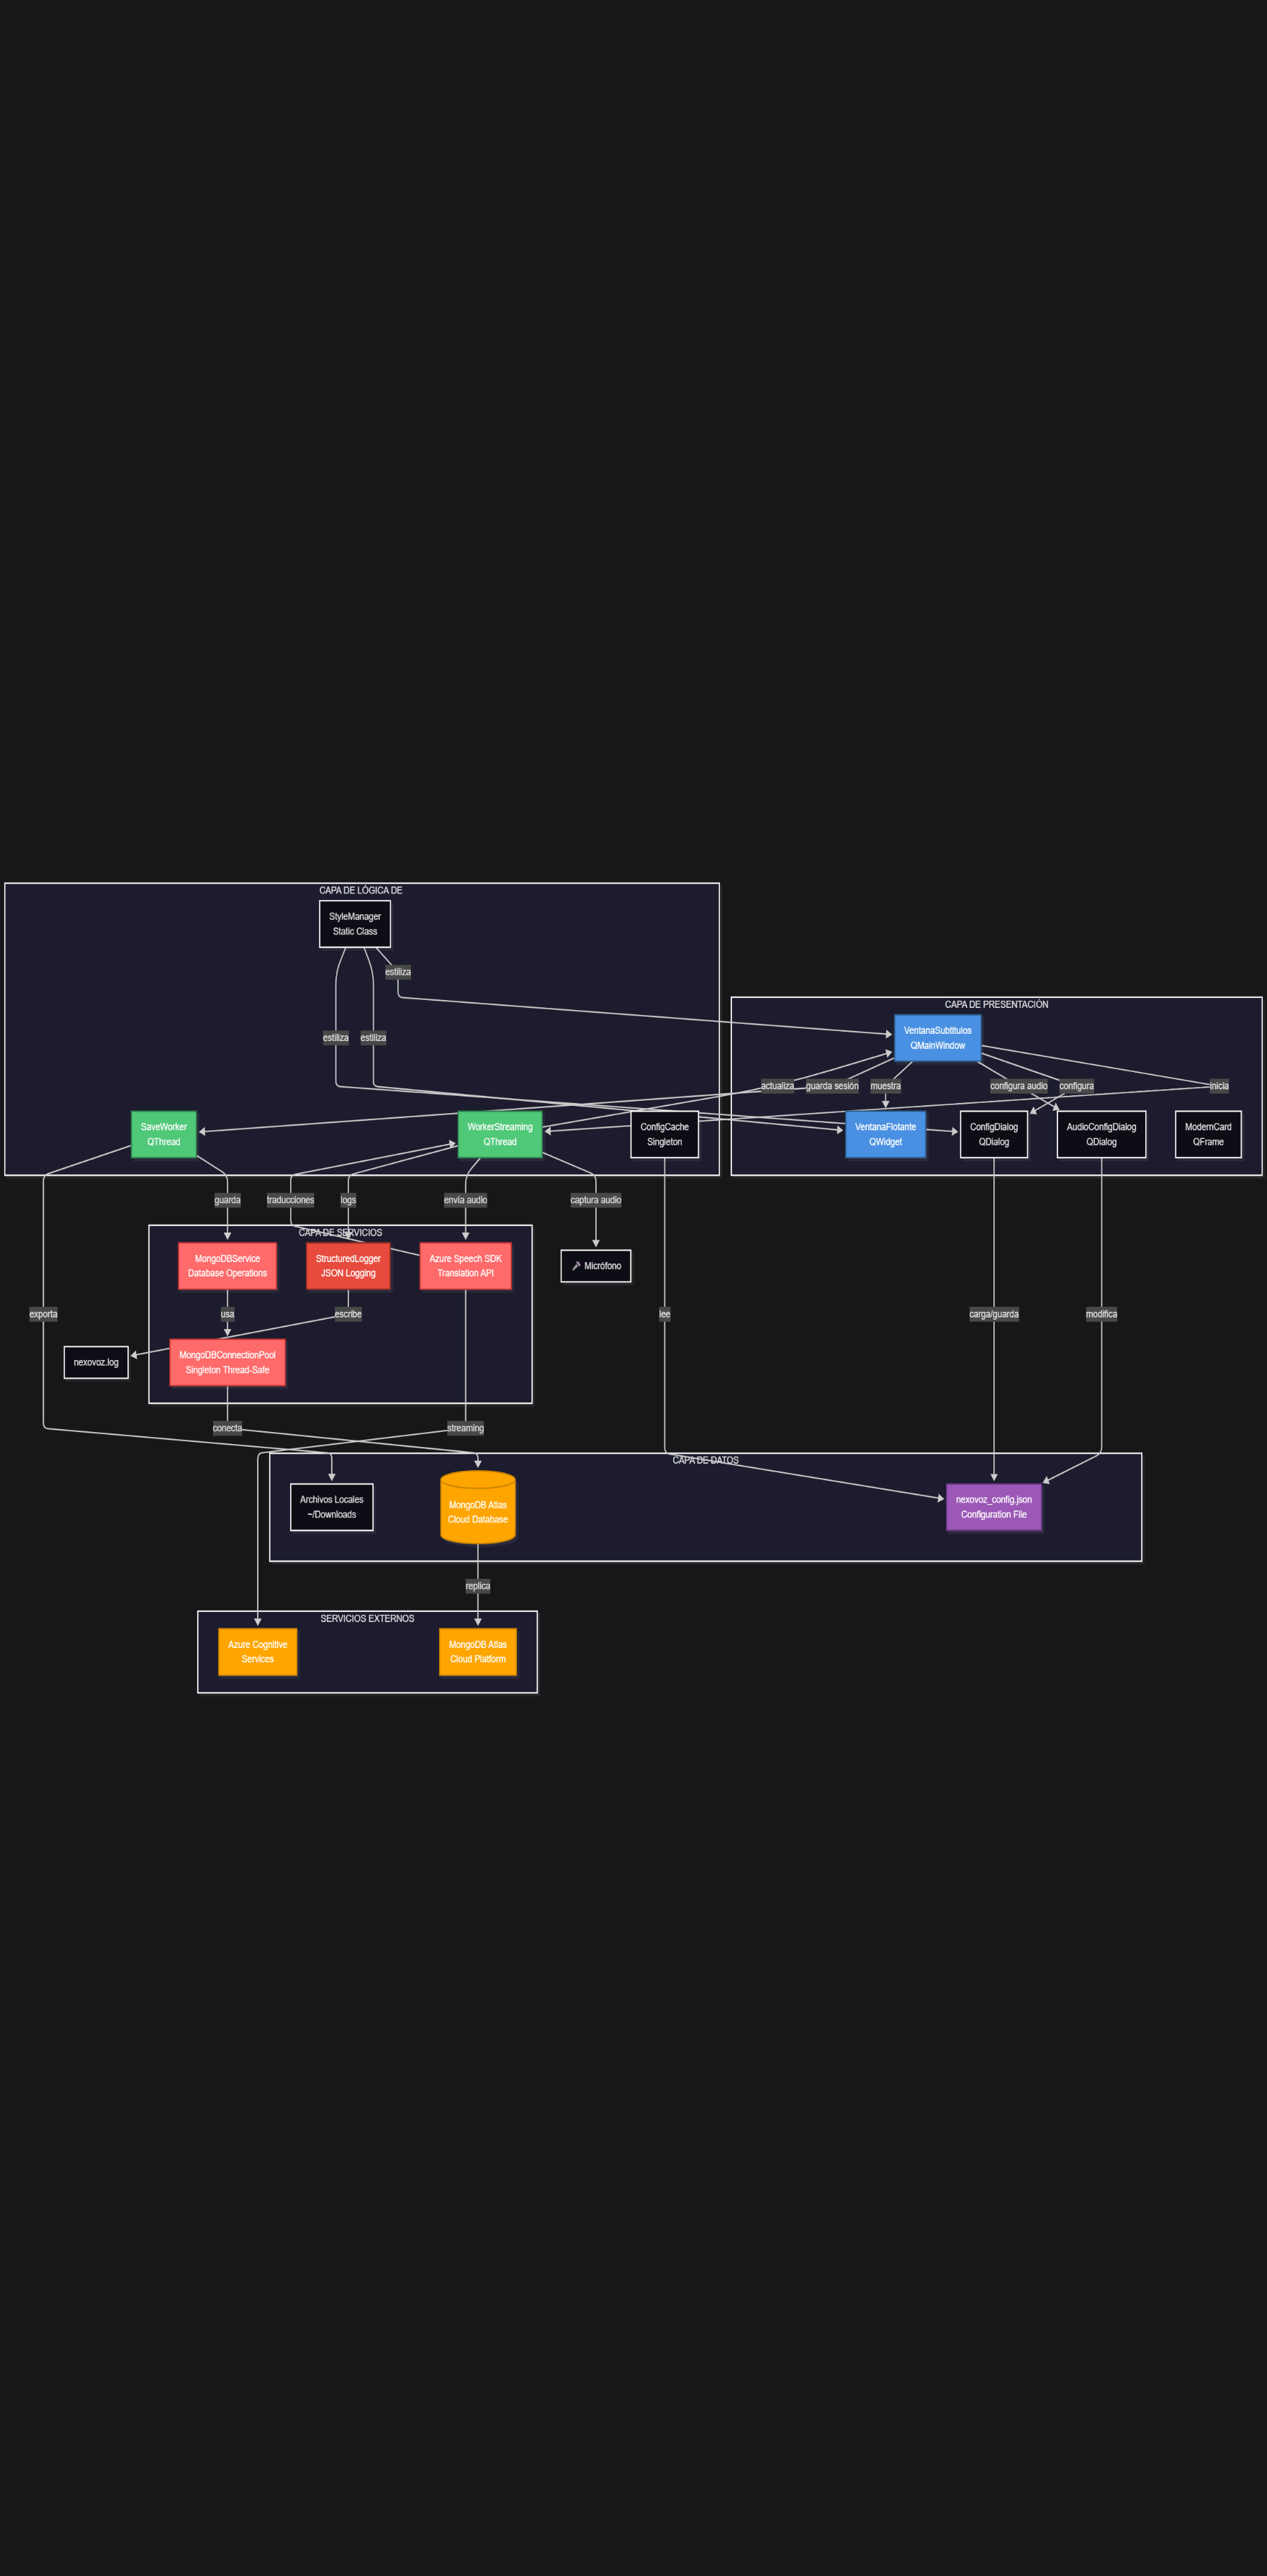 CAPA DE LÓGICA DE
StyleManager
Static Class
estiliza
CAPA DE PRESENTACIÓN
VentanaSubtitulos
QMainWindow
estiliza
estiliza
actualiza
guarda sesión
muestra
configura audio
configura
inicia
SaveWorker
QThread
WorkerStreaming
QThread
ConfigCache
Singleton
VentanaFlotante
QWidget
ConfigDialog
QDialog
AudioConfigDialog
QDialog
ModernCard
QFrame
guarda
traducciones
logs
envía audio
captura audio
CAPA DE SERVICIOS
MongoDBService
Database Operations
StructuredLogger
JSON Logging
Azure Speech SDK
Translation API
Micrófono
exporta
usa
escribe
lee
carga/guarda
modifica
nexovoz.log
MongoDBConnectionPool
Singleton Thread-Safe
conecta
streaming
CAPA DE DATOS
Archivos Locales
~/Downloads
MongoDB Atlas
Cloud Database
nexovoz_config.json
Configuration File
replica
SERVICIOS EXTERNOS
Azure Cognitive
Services
MongoDB Atlas
Cloud Platform